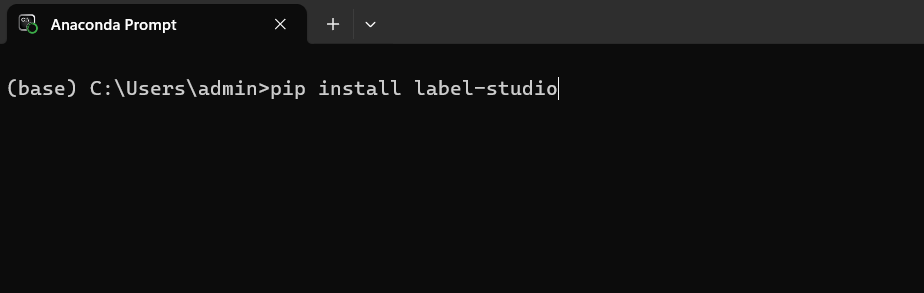 Anaconda Prompt
(base) C:\Users\admin>pip install label-studio